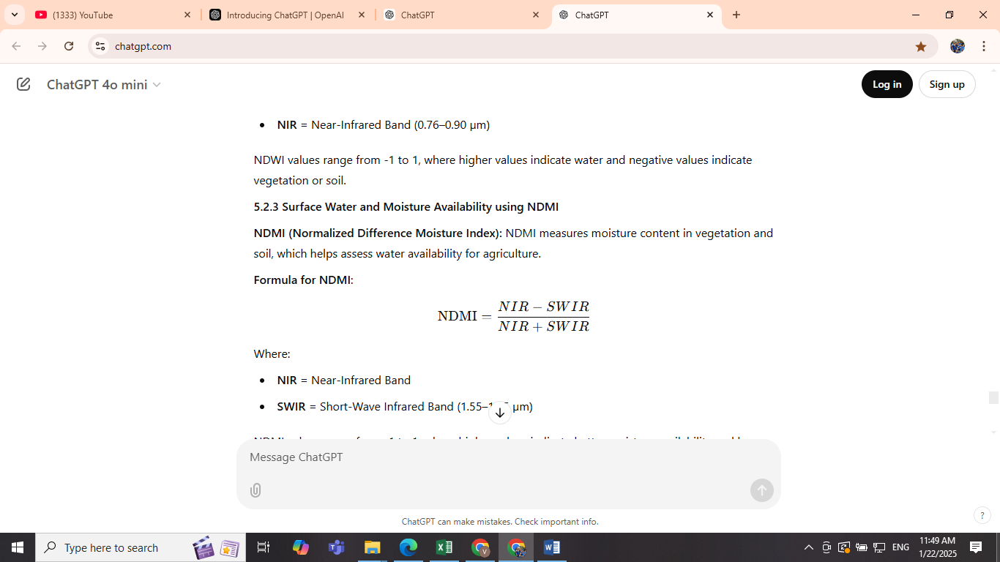 (1333) YouTube
Introducing ChatGPT | OpenAI
ChatGPT
ChatGPT
chatgpt.com
ChatGPT 4o mini
Log in
Sign up
• NIR = Near-Infrared Band (0.76–0.90 µm)
NDWI values range from -1 to 1, where higher values indicate water and negative values indicate
vegetation or soil.
5.2.3 Surface Water and Moisture Availability using NDMI
NDMI (Normalized Difference Moisture Index): NDMI measures moisture content in vegetation and
soil, which helps assess water availability for agriculture.
Formula for NDMI:
NDMI = NIR − SWIR / NIR + SWIR
Where:
• NIR = Near-Infrared Band
• SWIR = Short-Wave Infrared Band (1.55– µm)
Message ChatGPT
ChatGPT can make mistakes. Check important info.
?
Type here to search
ENG
11:49 AM
1/22/2025